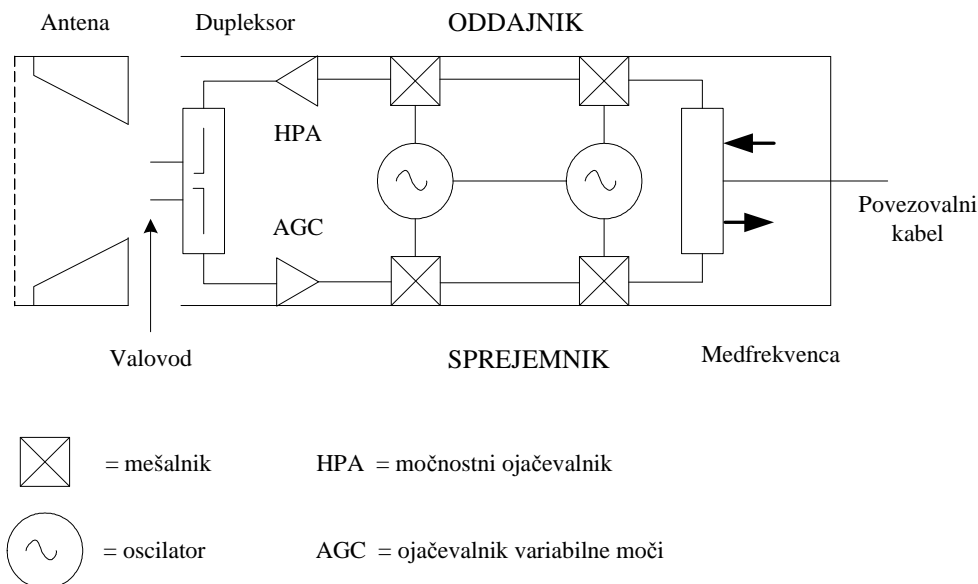 Antena
Dupleksor
ODDAJNIK
HPA
AGC
Povezovalni
kabel
Valovod
SPREJEMNIK
Medfrekvenca
= mešalnik
HPA = močnostni ojačevalnik
= oscilator
AGC = ojačevalnik variabilne moči